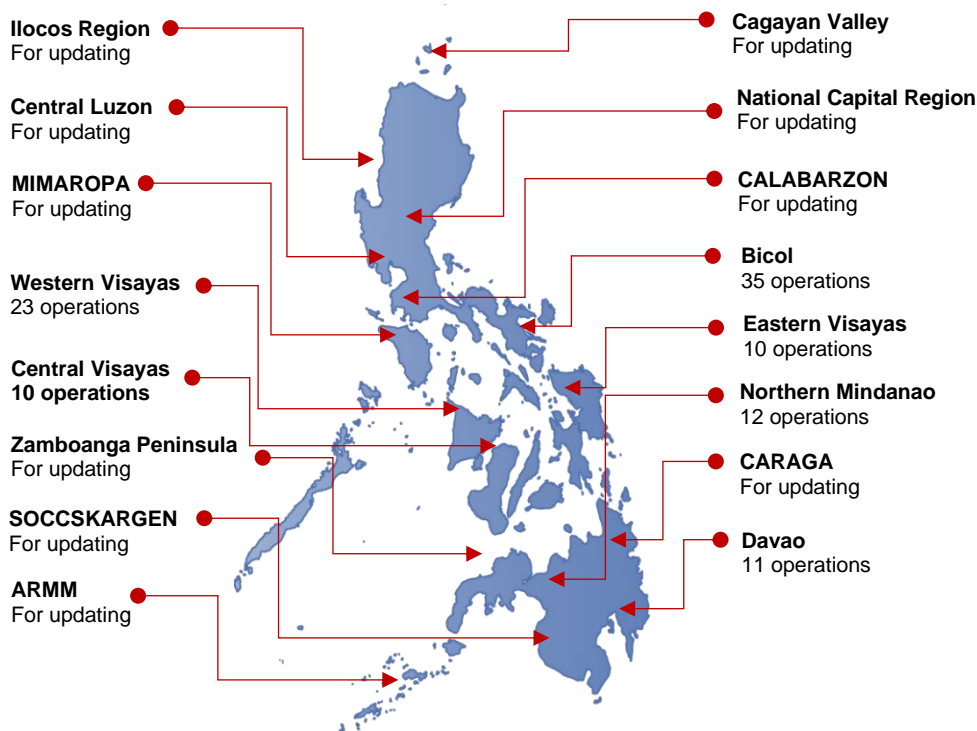 Ilocos Region
For updating
Central Luzon
For updating
MIMAROPA
For updating
Western Visayas
23 operations
Central Visayas
10 operations
Zamboanga Peninsula
For updating
SOCCSKARGEN
For updating
ARMM
For updating
Cagayan Valley
For updating
National Capital Region
For updating
CALABARZON
For updating
Bicol
35 operations
Eastern Visayas
10 operations
Northern Mindanao
12 operations
CARAGA
For updating
Davao
11 operations